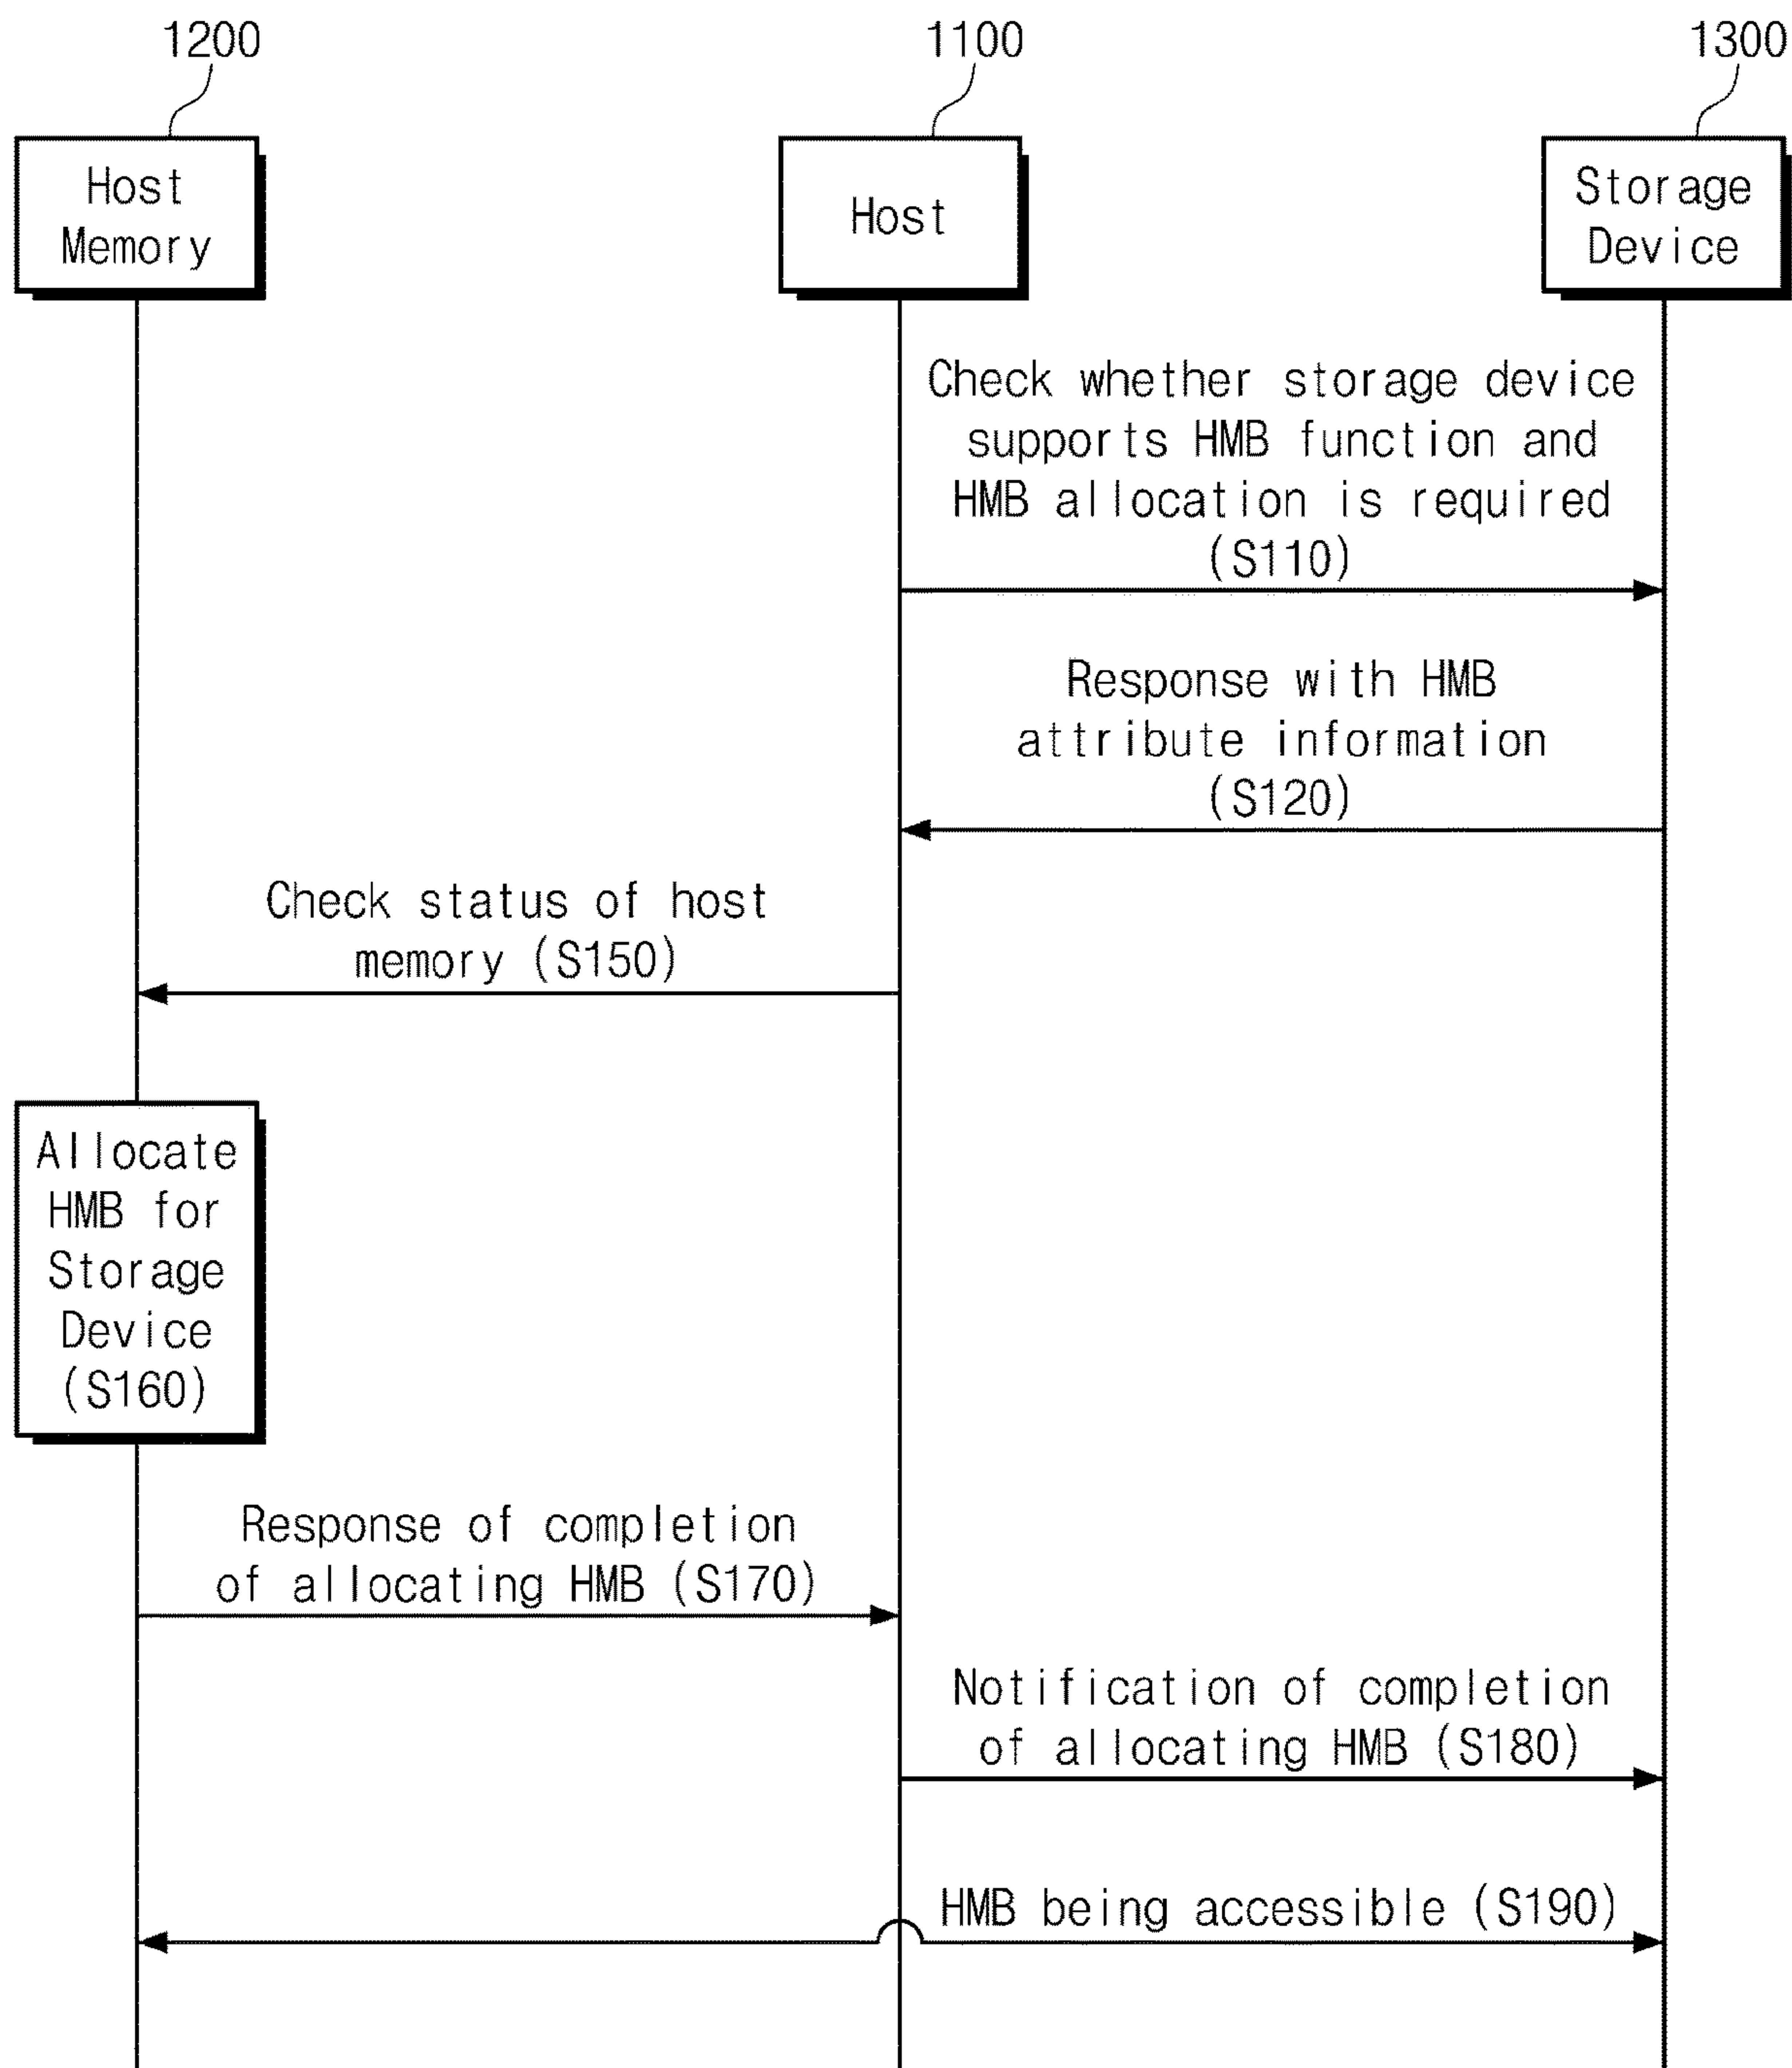 1200
1100
1300
Host
Memory
Host
Storage
Device
Check whether storage device
supports HMB function and
HMB allocation is required
(S110)
Response with HMB
attribute information
(S120)
Check status of host
memory (S150)
Allocate
HMB for
Storage
Device
(S160)
Response of completion
of allocating HMB (S170)
Notification of completion
of allocating HMB (S180)
HMB being accessible (S190)